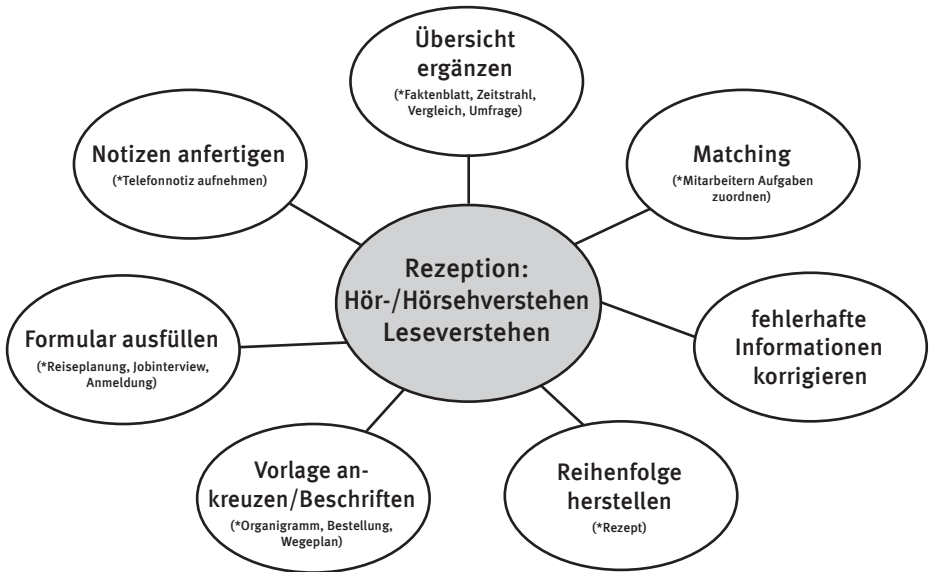 Übersicht
ergänzen
(*Faktenblatt, Zeitstrahl,
Vergleich, Umfrage)
Notizen anfertigen
(*Telefonnotiz aufnehmen)
Matching
(*Mitarbeitern Aufgaben
zuordnen)
Rezeption:
Hör-/Hörsehverstehen
Leseverstehen
Formular ausfüllen
(*Reiseplanung, Jobinterview,
Anmeldung)
fehlerhafte
Informationen
korrigieren
Vorlage an-
kreuzen/Beschriften
(*Organigramm, Bestellung,
Wegeplan)
Reihenfolge
herstellen
(*Rezept)